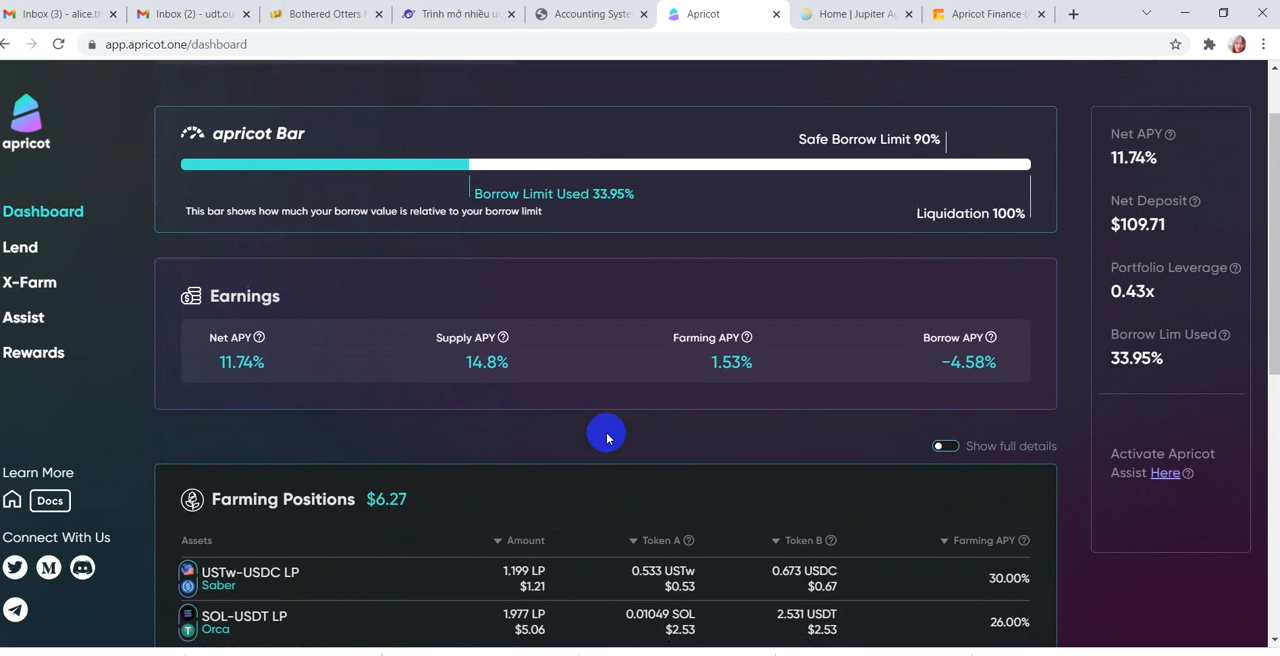 Inbox (3) - alice.t
Inbox (2) - udt.ou
Bothered Otters
Trình mở nhiều u
Accounting Syste
Apricot
Home | Jupiter A
Apricot Finance (
app.apricot.one/dashboard
apricot
Dashboard
Lend
X-Farm
Assist
Rewards
Learn More
Docs
Connect With Us
apricot Bar
Safe Borrow Limit 90%
Borrow Limit Used 33.95%
This bar shows how much your borrow value is relative to your borrow limit
Liquidation 100%
Earnings
Net APY Supply APY Farming APY Borrow APY
11.74% 14.8% 1.53% −4.58%
Show full details
Farming Positions $6.27
Assets Amount Token A Token B Farming APY
USTw-USDC LP 1.199 LP 0.533 USTw 0.673 USDC 30.00%
Saber $1.21 $0.53 $0.67
SOL-USDT LP 1.977 LP 0.01049 SOL 2.531 USDT 26.00%
Orca $5.06 $2.53 $2.53
Net APY
11.74%
Net Deposit
$109.71
Portfolio Leverage
0.43x
Borrow Lim Used
33.95%
Activate Apricot
Assist Here